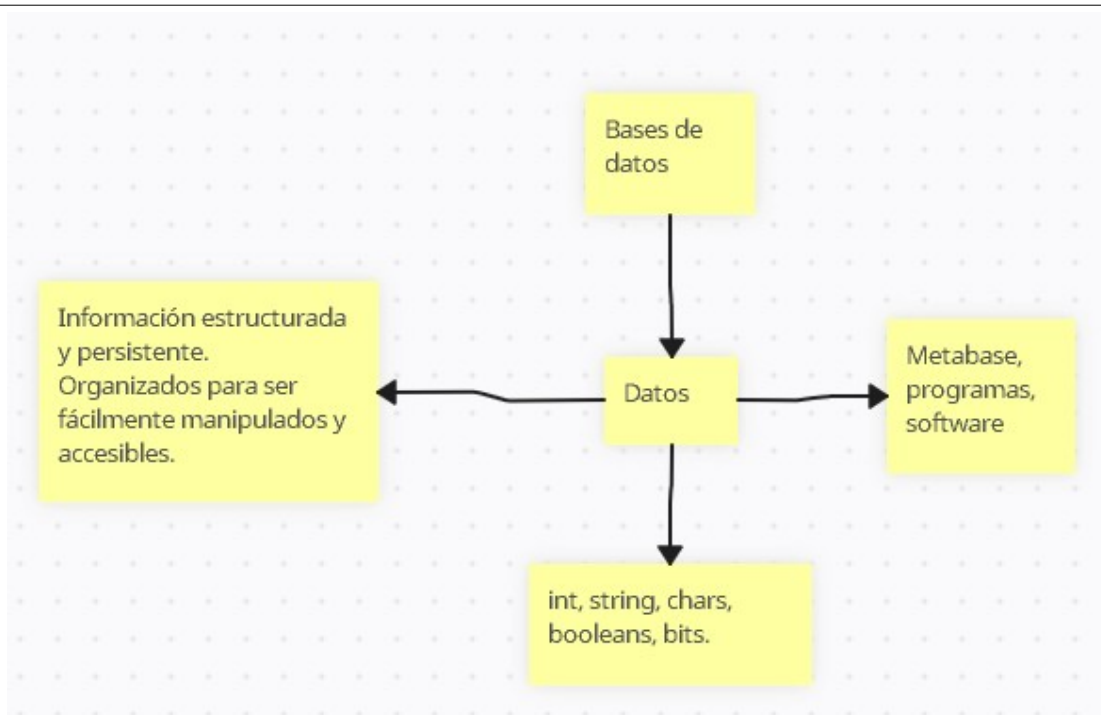 Bases de
datos
Información estructurada
y persistente.
Organizados para ser
fácilmente manipulados y
accesibles.
Datos
Metabase,
programas,
software
int, string, chars,
booleans, bits.